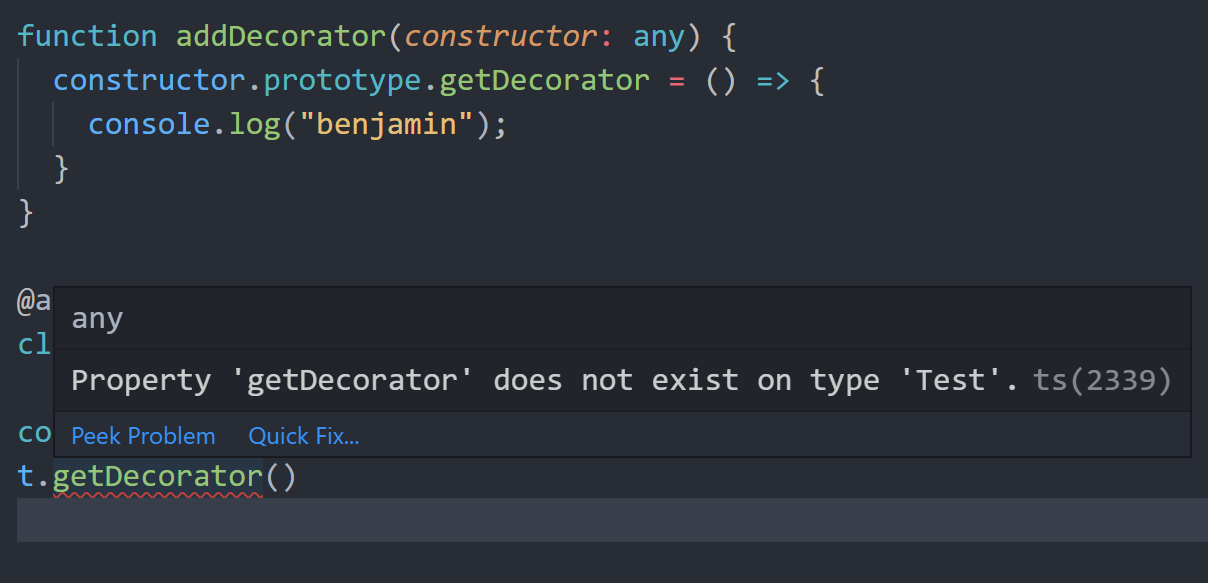 function addDecorator(constructor: any) {
constructor.prototype.getDecorator = () => {
console.log("benjamin");
}
}
@a
cl
any
Property 'getDecorator' does not exist on type 'Test'. ts(2339)
Peek Problem Quick Fix...
co
t.getDecorator()